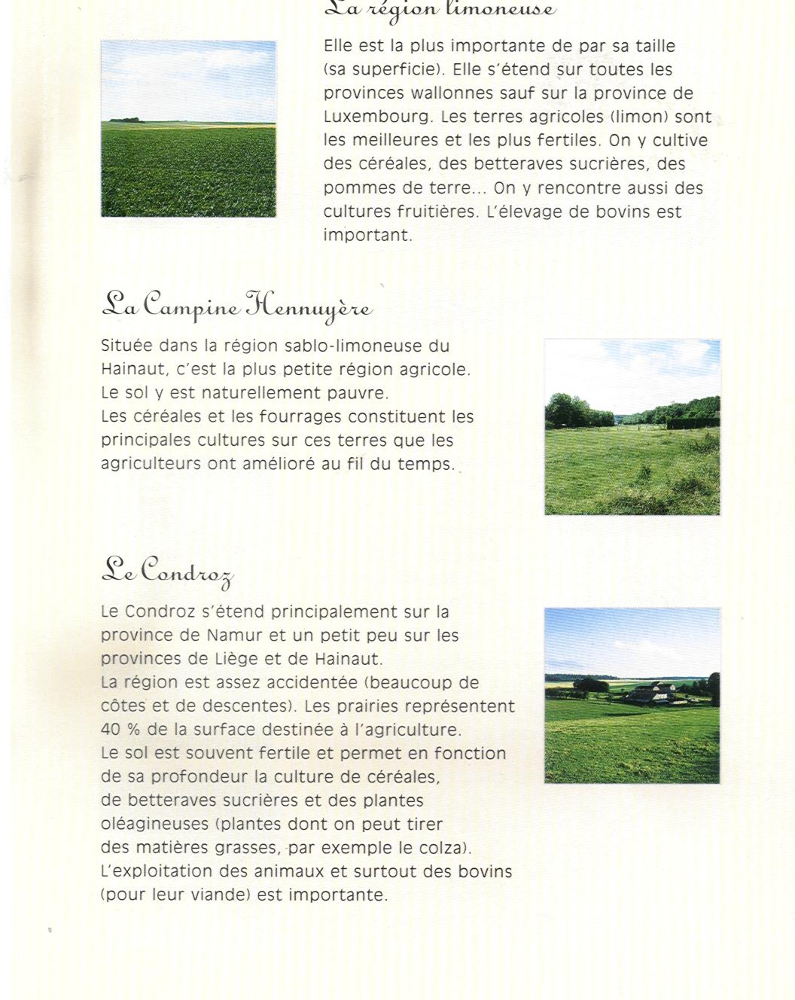 La région limoneuse
Elle est la plus importante de par sa taille
(sa superficie). Elle s'étend sur toutes les
provinces wallonnes sauf sur la province de
Luxembourg. Les terres agricoles (limon) sont
les meilleures et les plus fertiles. On y cultive
des céréales, des betteraves sucrières, des
pommes de terre... On y rencontre aussi des
cultures fruitières. L'élevage de bovins est
important.
La Campine Hennuyère
Située dans la région sablo-limoneuse du
Hainaut, c'est la plus petite région agricole.
Le sol y est naturellement pauvre.
Les céréales et les fourrages constituent les
principales cultures sur ces terres que les
agriculteurs ont amélioré au fil du temps.
Le Condroz
Le Condroz s'étend principalement sur la
province de Namur et un petit peu sur les
provinces de Liège et de Hainaut.
La région est assez accidentée (beaucoup de
côtes et de descentes). Les prairies représentent
40 % de la surface destinée à l'agriculture.
Le sol est souvent fertile et permet en fonction
de sa profondeur la culture de céréales,
de betteraves sucrières et des plantes
oléagineuses (plantes dont on peut tirer
des matières grasses, par exemple le colza).
L'exploitation des animaux et surtout des bovins
(pour leur viande) est importante.